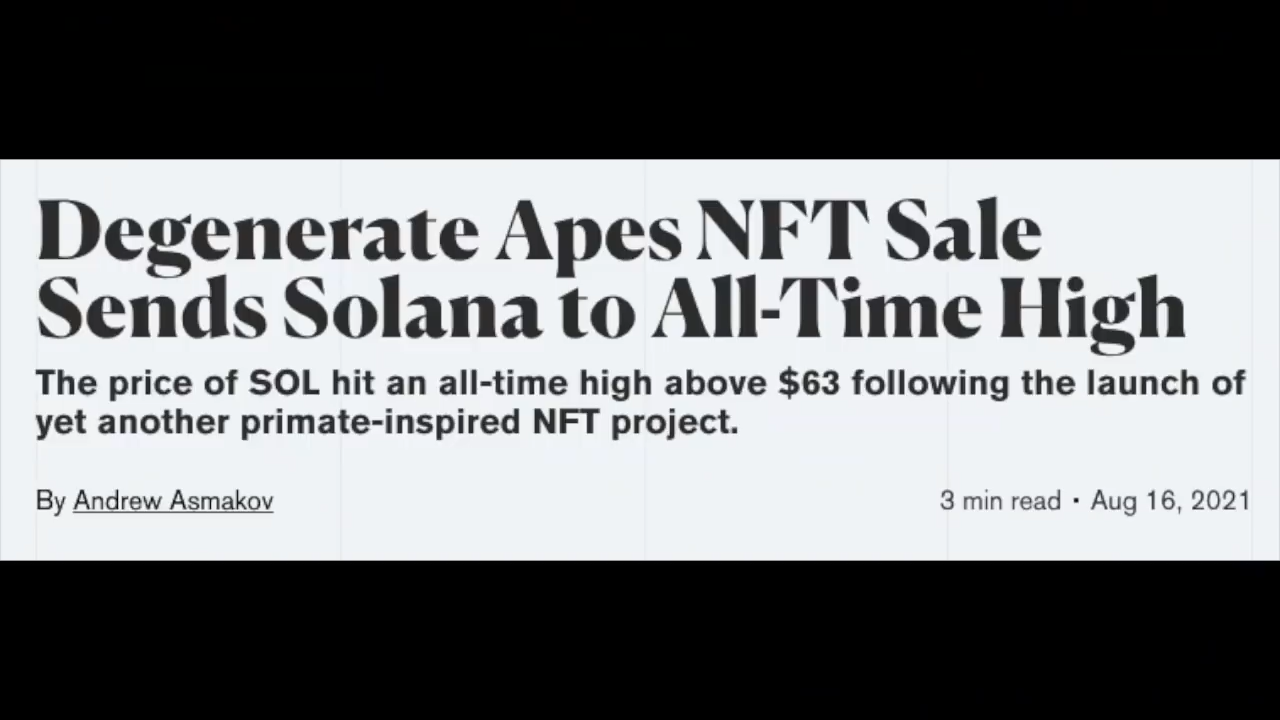 Degenerate Apes NFT Sale
Sends Solana to All-Time High
The price of SOL hit an all-time high above $63 following the launch of
yet another primate-inspired NFT project.
By Andrew Asmakov
3 min read • Aug 16, 2021